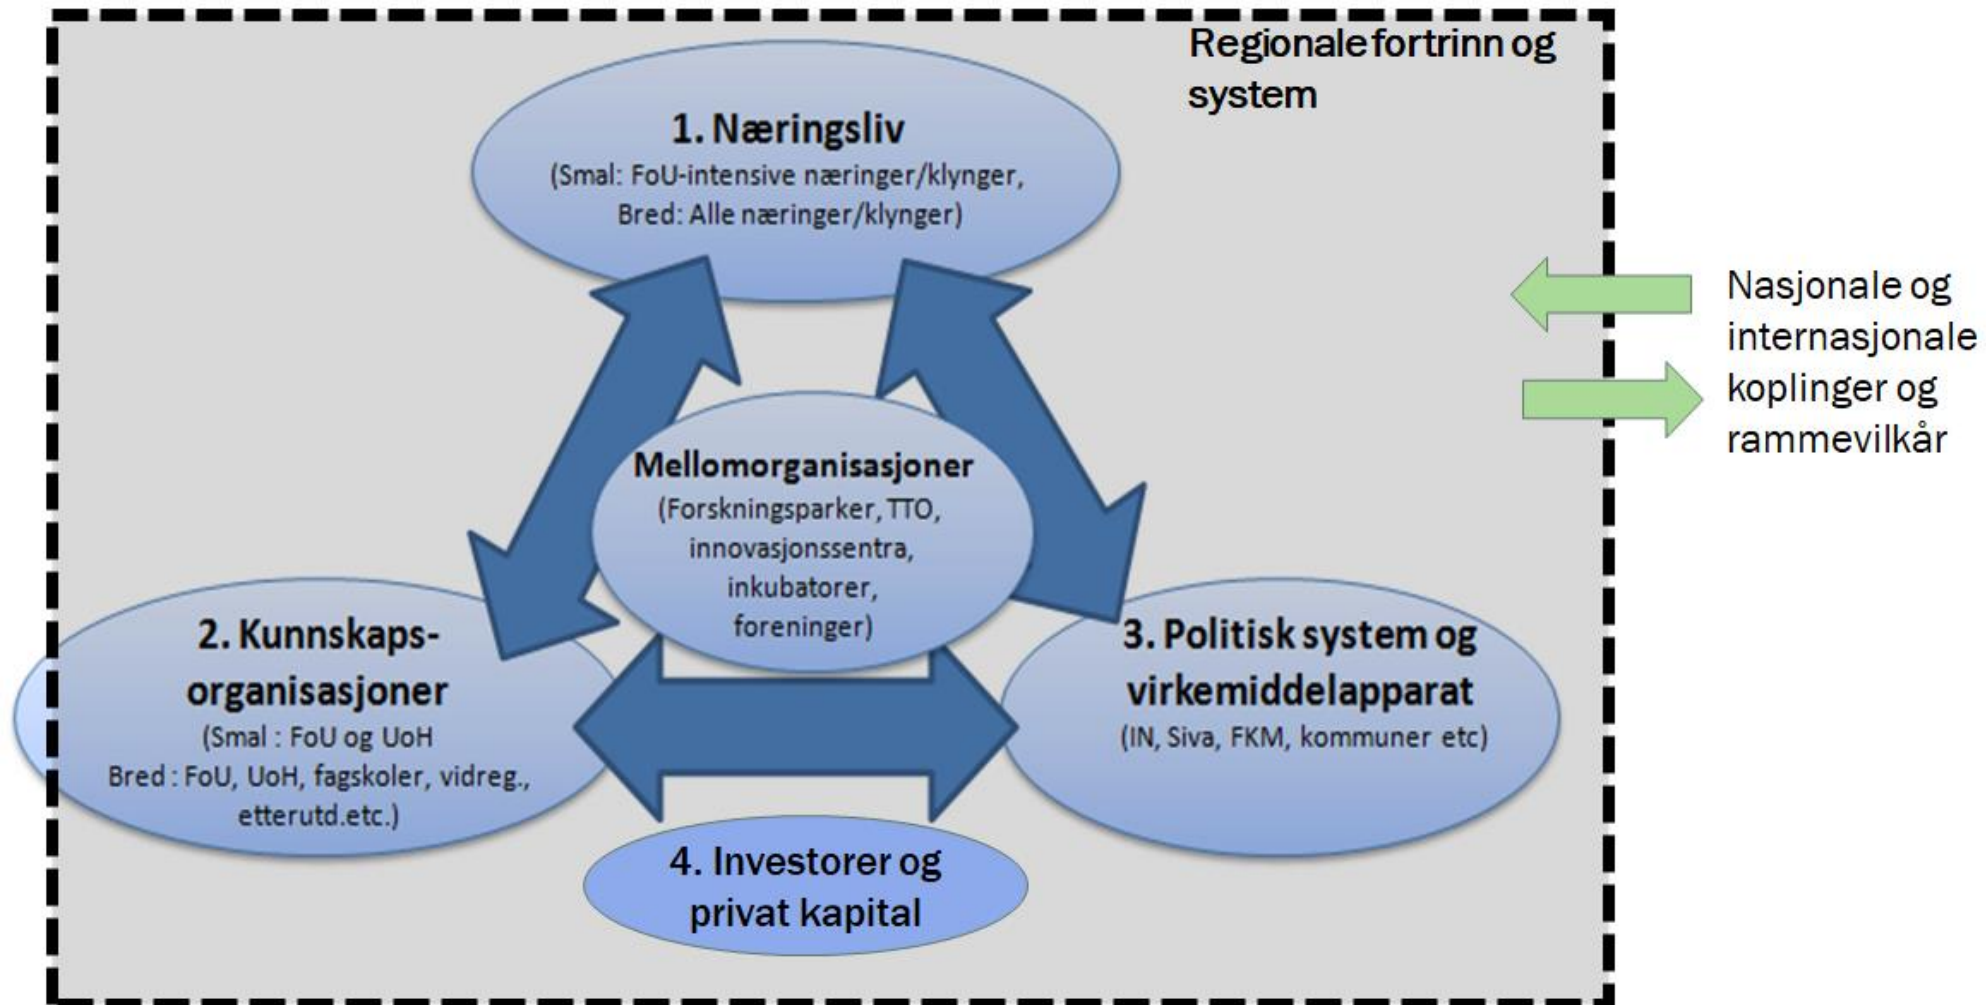 Regionale fortrinn og
system
1. Næringsliv
(Smal: FoU-intensive næringer/klynger,
Bred: Alle næringer/klynger)
Nasjonale og
internasjonale
koplinger og
rammevilkår
Mellomorganisasjoner
(Forskningsparker, TTO,
innovasjonssentra,
inkubatorer,
foreninger)
2. Kunnskaps-
organisasjoner
(Smal : FoU og UoH
Bred : FoU, UoH, fagskoler, vidreg.,
etterutd.etc.)
3. Politisk system og
virkemiddelapparat
(IN, Siva, FKM, kommuner etc)
4. Investorer og
privat kapital